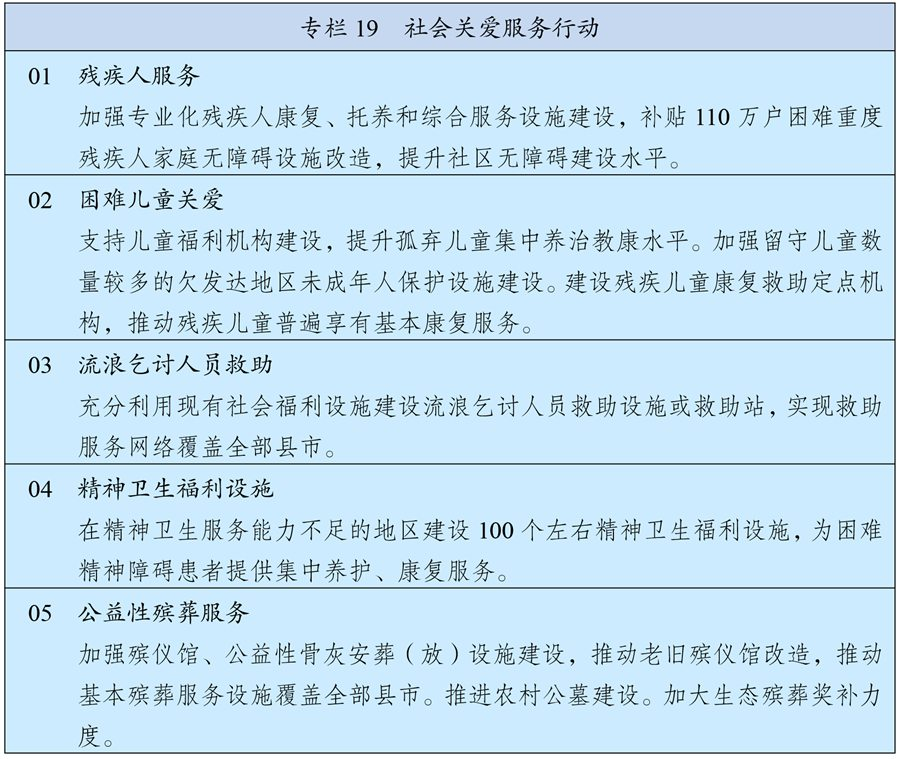 专栏 19 社会关爱服务行动
01 残疾人服务
加强专业化残疾人康复、托养和综合服务设施建设，补贴 110 万户困难重度
残疾人家庭无障碍设施改造，提升社区无障碍建设水平。
02 困难儿童关爱
支持儿童福利机构建设，提升孤弃儿童集中养治教康水平。加强留守儿童数
量较多的欠发达地区未成年人保护设施建设。建设残疾儿童康复救助定点机
构，推动残疾儿童普遍享有基本康复服务。
03 流浪乞讨人员救助
充分利用现有社会福利设施建设流浪乞讨人员救助设施或救助站，实现救助
服务网络覆盖全部县市。
04 精神卫生福利设施
在精神卫生服务能力不足的地区建设 100 个左右精神卫生福利设施，为困难
精神障碍患者提供集中养护、康复服务。
05 公益性殡葬服务
加强殡仪馆、公益性骨灰安葬（放）设施建设，推动老旧殡仪馆改造，推动
基本殡葬服务设施覆盖全部县市。推进农村公墓建设。加大生态殡葬奖补力
度。